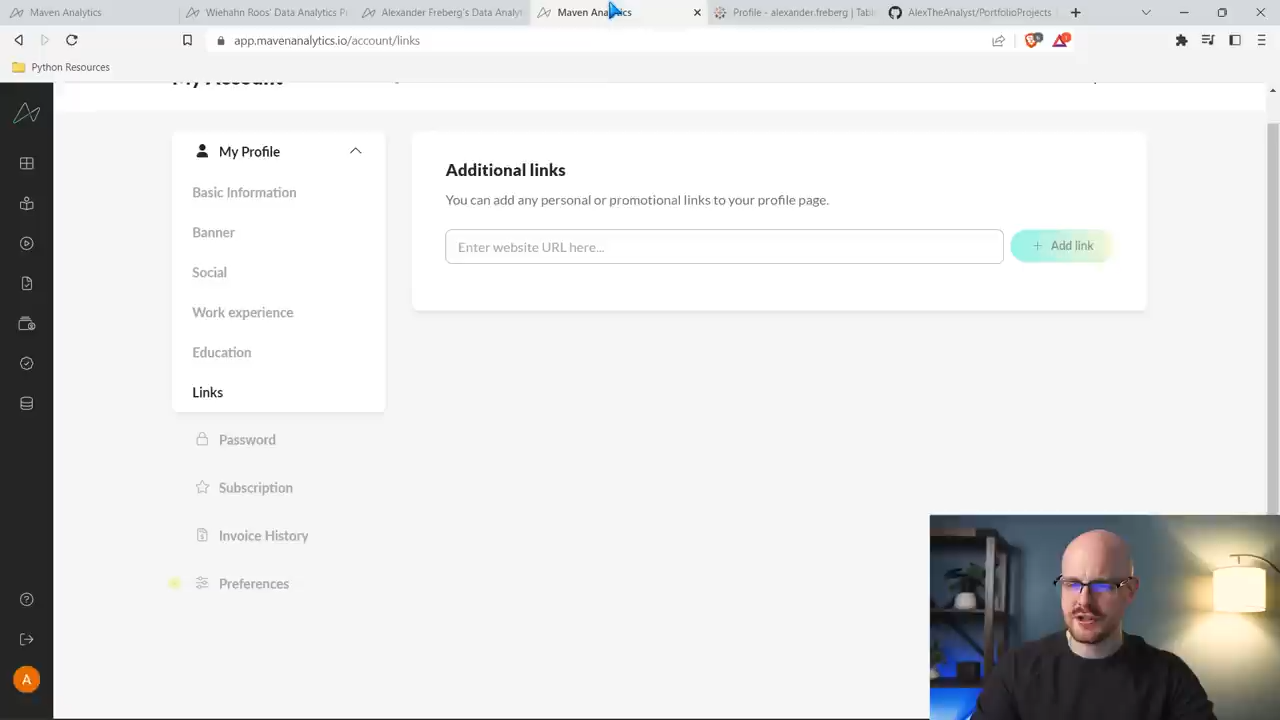 Maven Analytics
Wiehahn Roos' Data Analytics P
Alexander Freberg's Data Analyt
Maven Analytics
Profile - alexander.freberg | Tabl
AlexTheAnalyst/PortfolioProjects
app.mavenanalytics.io/account/links
Python Resources
My Account
My Profile
Basic Information
Banner
Social
Work experience
Education
Links
Password
Subscription
Invoice History
Preferences
A
Additional links
You can add any personal or promotional links to your profile page.
Enter website URL here...
+ Add link